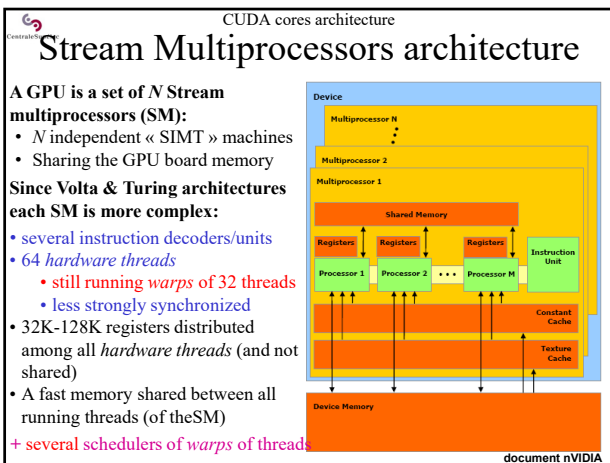 CUDA cores architecture
CentraleSupélec
Stream Multiprocessors architecture
A GPU is a set of N Stream
multiprocessors (SM):
• N independent « SIMT » machines
• Sharing the GPU board memory
Since Volta & Turing architectures
each SM is more complex:
• several instruction decoders/units
• 64 hardware threads
• still running warps of 32 threads
• less strongly synchronized
• 32K-128K registers distributed
among all hardware threads (and not
shared)
• A fast memory shared between all
running threads (of theSM)
+ several schedulers of warps of threads
Device
Multiprocessor N
Multiprocessor 2
Multiprocessor 1
Shared Memory
Registers
Registers
Registers
Instruction
Unit
Processor 1
Processor 2
• • •
Processor M
Constant
Cache
Texture
Cache
Device Memory
document nVIDIA